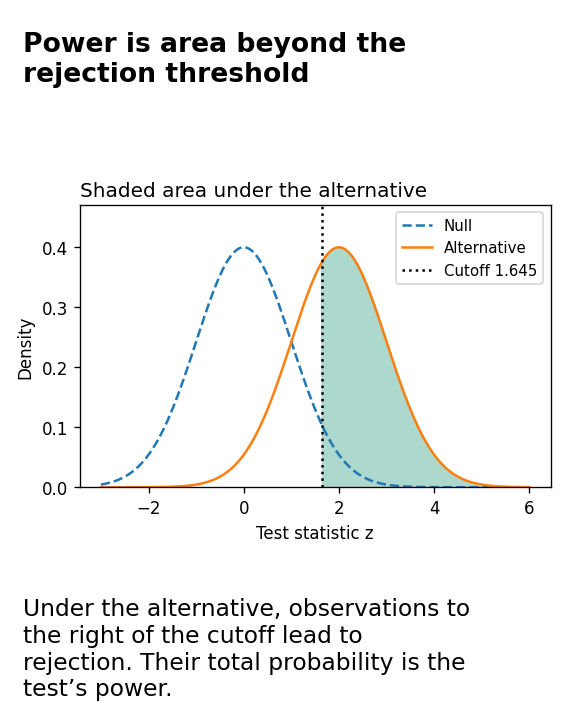 Power is area beyond the
rejection threshold
Shaded area under the alternative
Null
Alternative
Cutoff 1.645
Density
0.4
0.3
0.2
0.1
0.0
−2
0
2
4
6
Test statistic z
Under the alternative, observations to
the right of the cutoff lead to
rejection. Their total probability is the
test’s power.